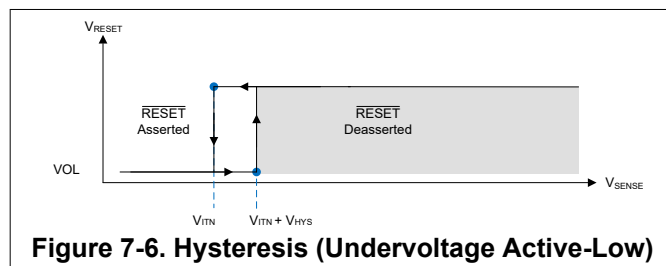 VRESET
RESET
Asserted
RESET
Deasserted
VOL
VSENSE
VITN
VITN + VHYS
Figure 7-6. Hysteresis (Undervoltage Active-Low)